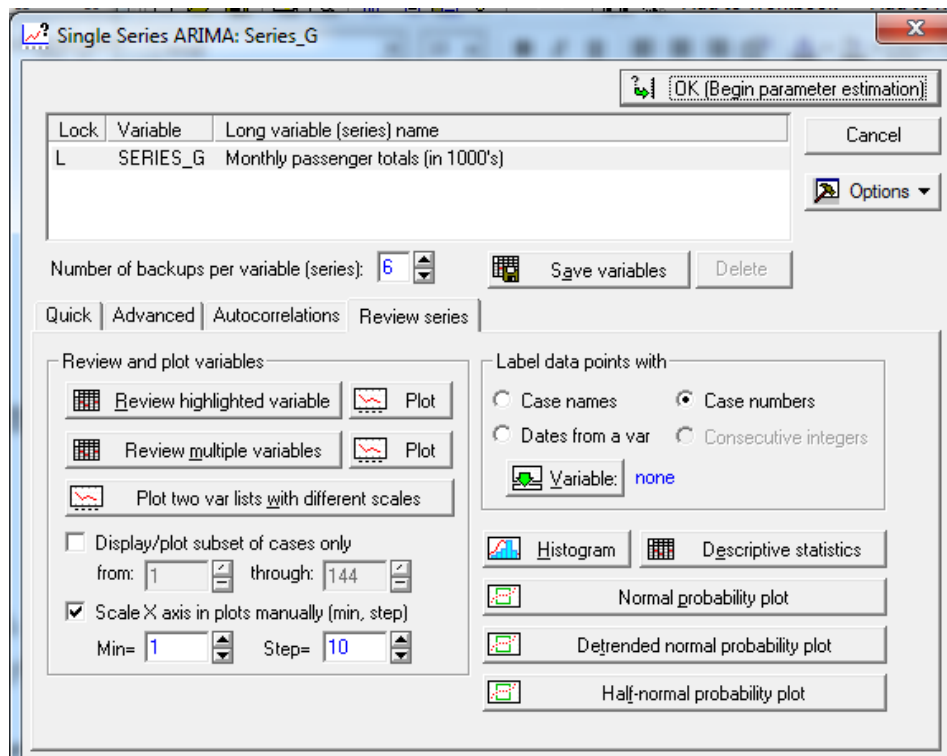 Single Series ARIMA: Series_G
OK (Begin parameter estimation)
Lock Variable Long variable (series) name
L SERIES_G Monthly passenger totals (in 1000's)
Cancel
Options
Number of backups per variable (series): 6
Save variables
Delete
Quick Advanced Autocorrelations Review series
Review and plot variables
Review highlighted variable Plot
Review multiple variables Plot
Plot two var lists with different scales
Display/plot subset of cases only
from: 1 through: 144
Scale X axis in plots manually (min, step)
Min= 1 Step= 10
Label data points with
Case names Case numbers
Dates from a var Consecutive integers
Variable: none
Histogram Descriptive statistics
Normal probability plot
Detrended normal probability plot
Half-normal probability plot